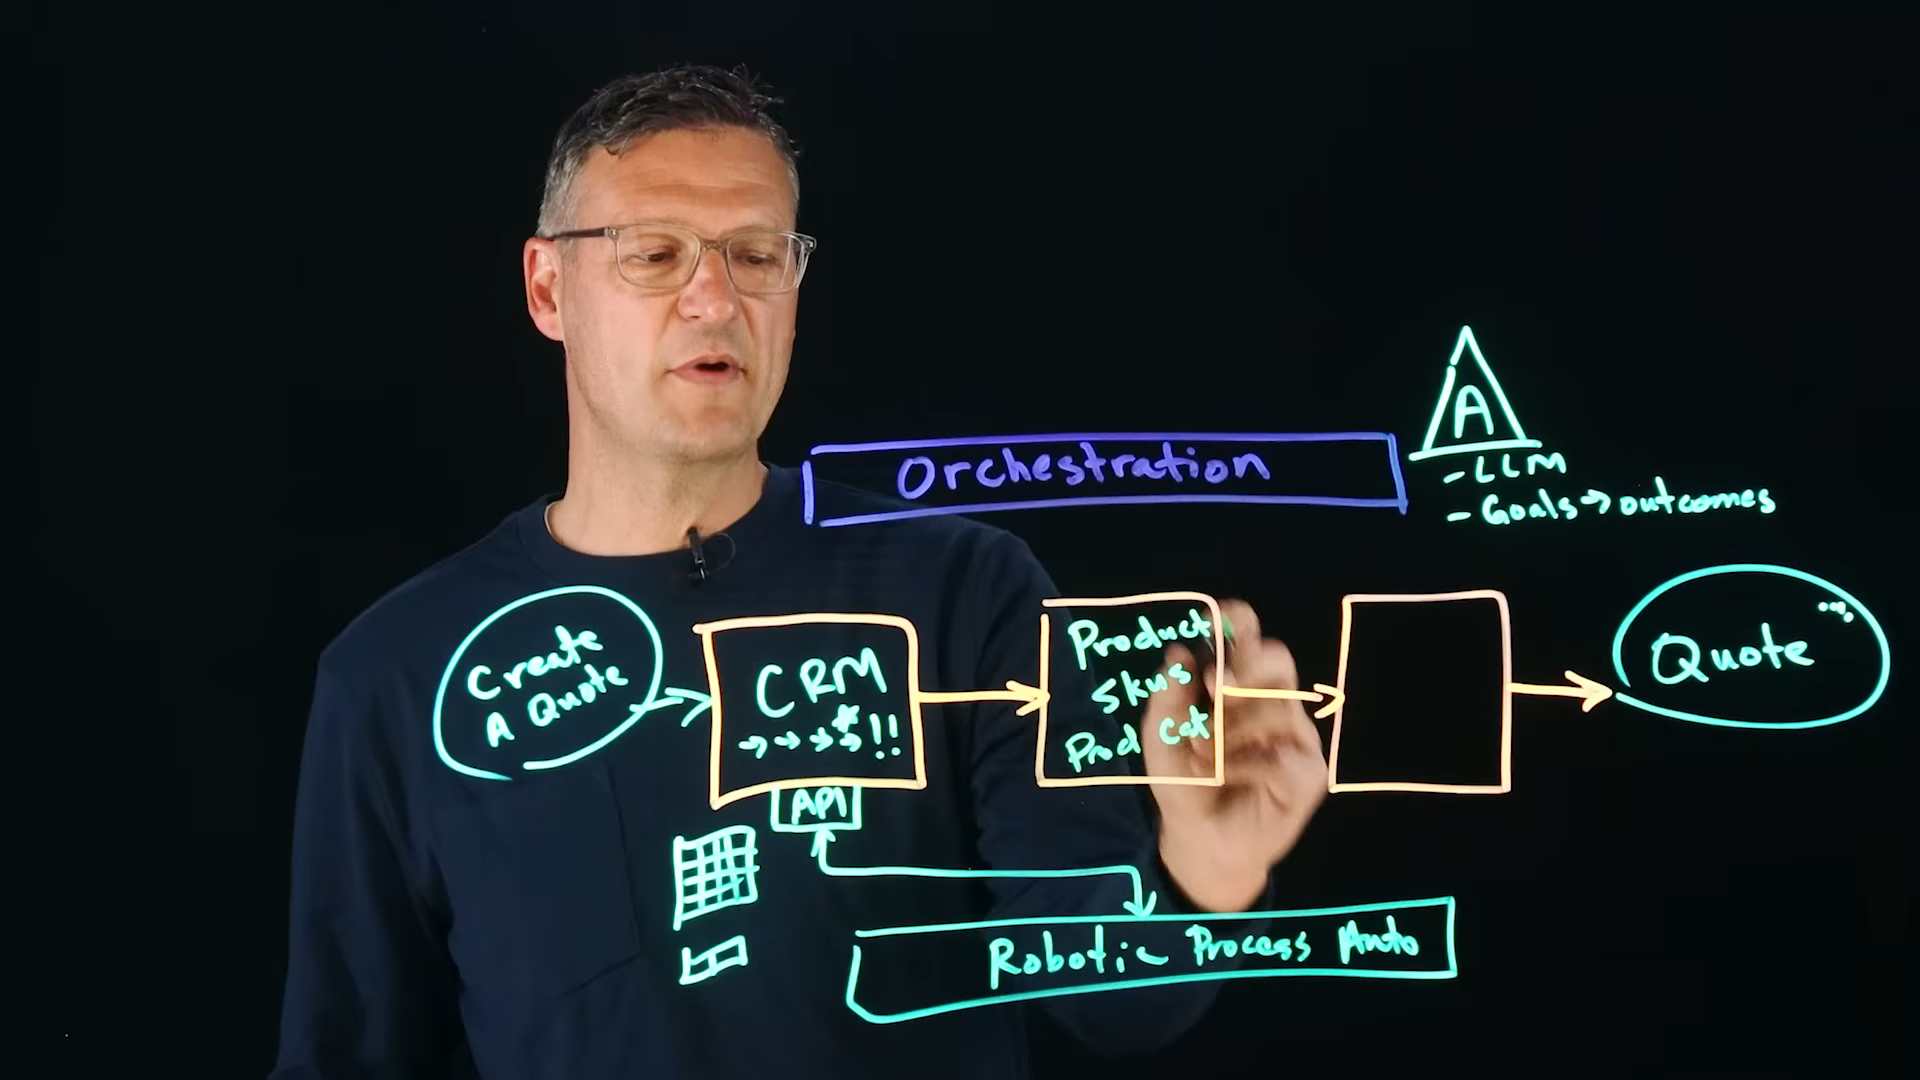 A
Orchestration
- LLM
- Goals → outcomes
Create
A Quote
CRM
→→→→*!!
Product
Skus
Prod Cat
Quote
API
Robotic Process Auto